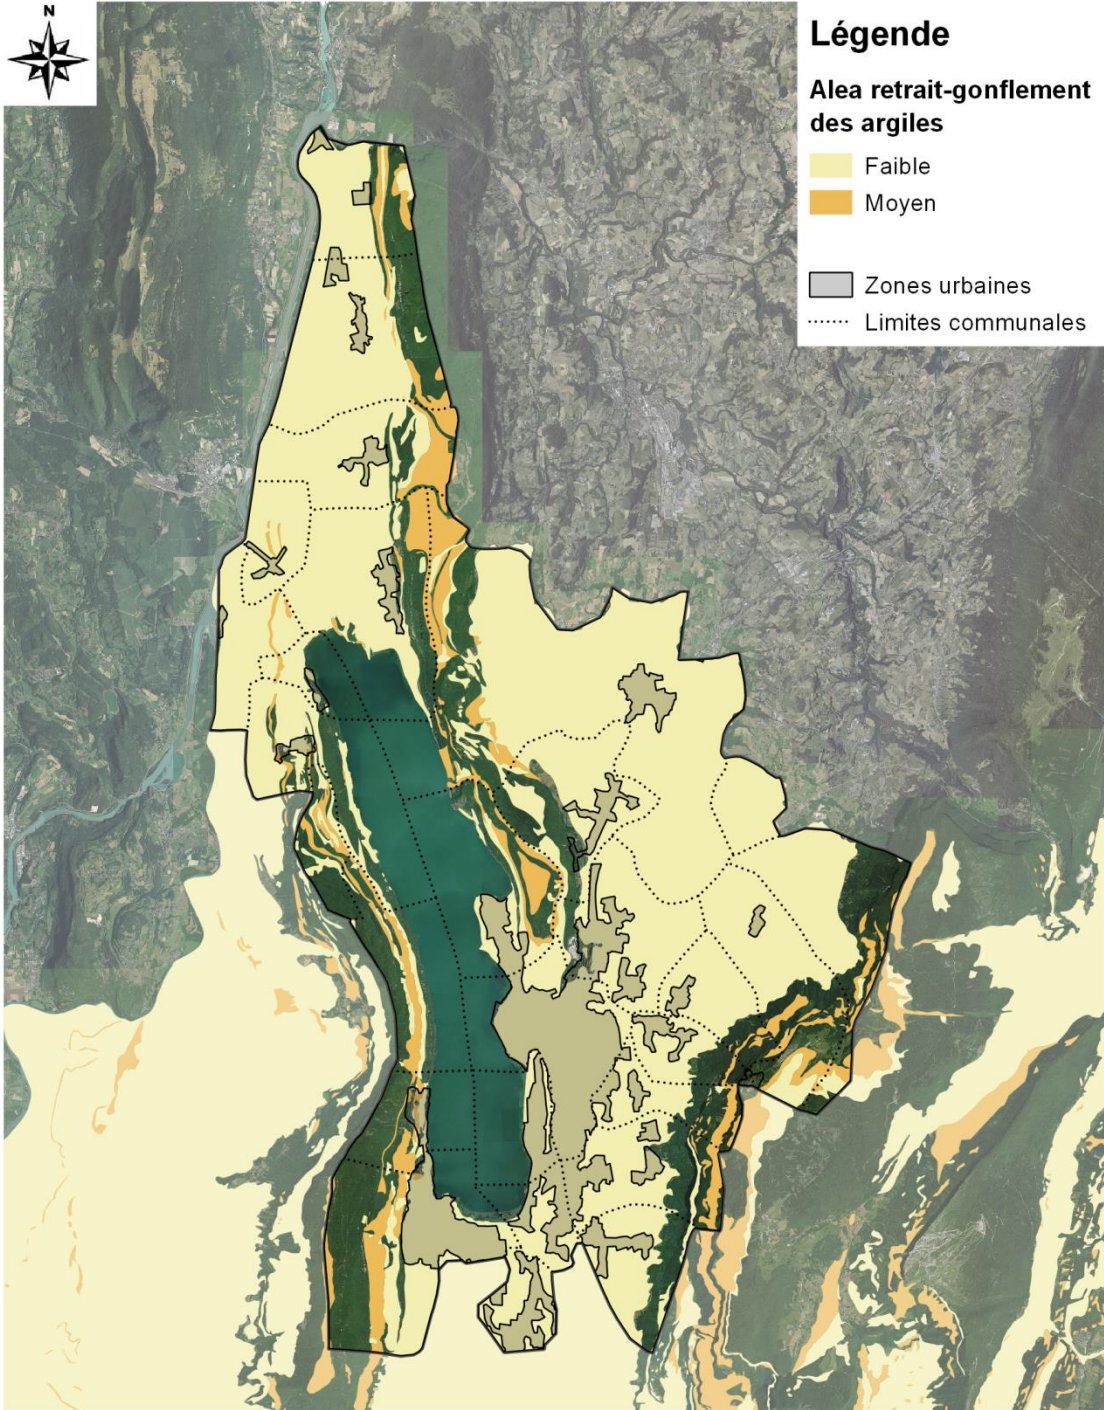 N
Légende
Alea retrait-gonflement
des argiles
Faible
Moyen
Zones urbaines
Limites communales